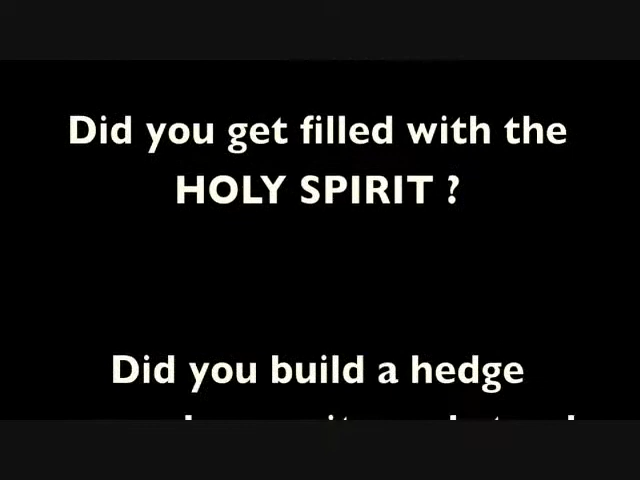 Did you get filled with the
HOLY SPIRIT ?
Did you build a hedge